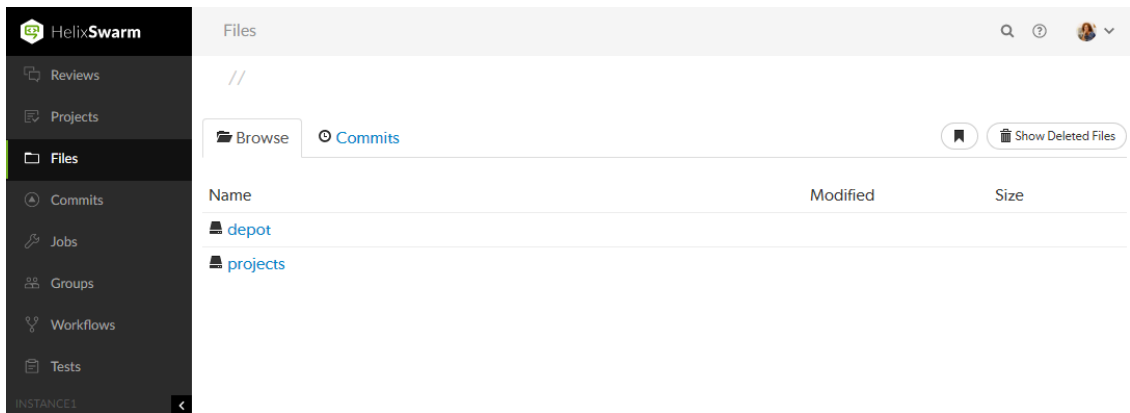 HelixSwarm
Files
Reviews
//
Projects
Browse
Commits
Show Deleted Files
Files
Name Modified Size
Commits
depot
Jobs
projects
Groups
Workflows
Tests
INSTANCE1